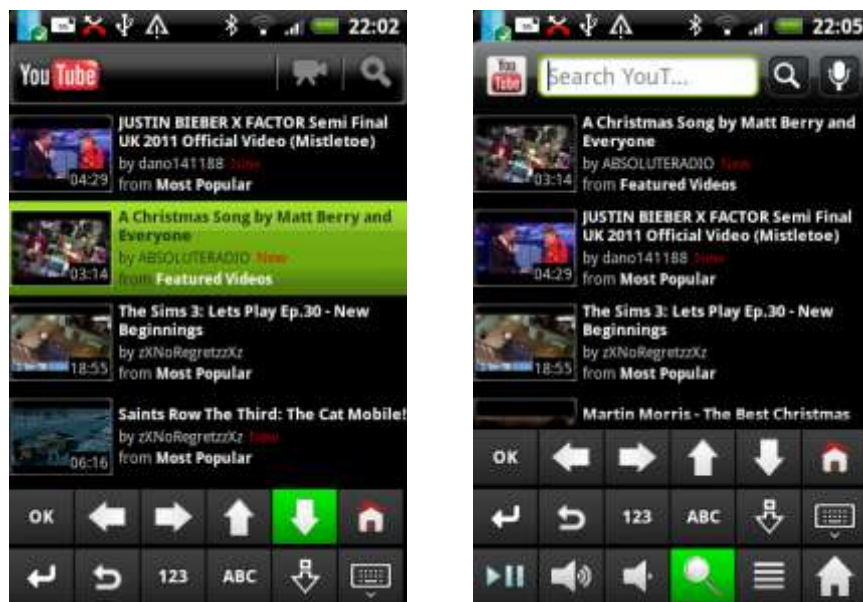 22:02
YouTube
JUSTIN BIEBER X FACTOR Semi Final
UK 2011 Official Video (Mistletoe)
by dano141188 New
from Most Popular
04:29
A Christmas Song by Matt Berry and
Everyone
by ABSOLUTERADIO New
from Featured Videos
03:14
The Sims 3: Lets Play Ep.30 - New
Beginnings
by zXNoRegretzzXz
from Most Popular
18:55
Saints Row The Third: The Cat Mobile!
by zXNoRegretzzXz New
from Most Popular
06:16
OK
123 ABC
22:05
You Tube
Search YouT...
A Christmas Song by Matt Berry and
Everyone
by ABSOLUTERADIO New
from Featured Videos
03:14
JUSTIN BIEBER X FACTOR Semi Final
UK 2011 Official Video (Mistletoe)
by dano141188 New
from Most Popular
04:29
The Sims 3: Lets Play Ep.30 - New
Beginnings
by zXNoRegretzzXz
from Most Popular
18:55
Martin Morris - The Best Christmas
OK
123 ABC